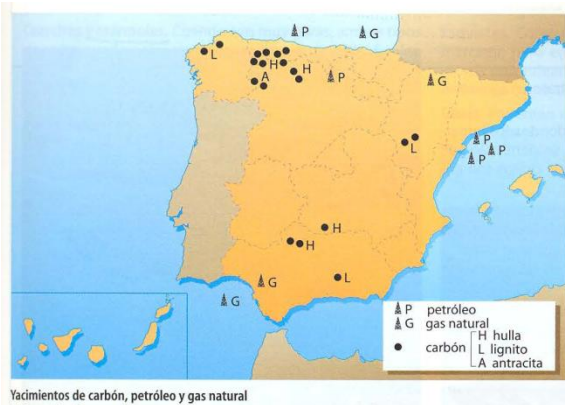 P
G
L
H
H
A
P
G
L
P
P
P
H
H
L
G
G
P petróleo
G gas natural
carbón
H hulla
L lignito
A antracita
Yacimientos de carbón, petróleo y gas natural